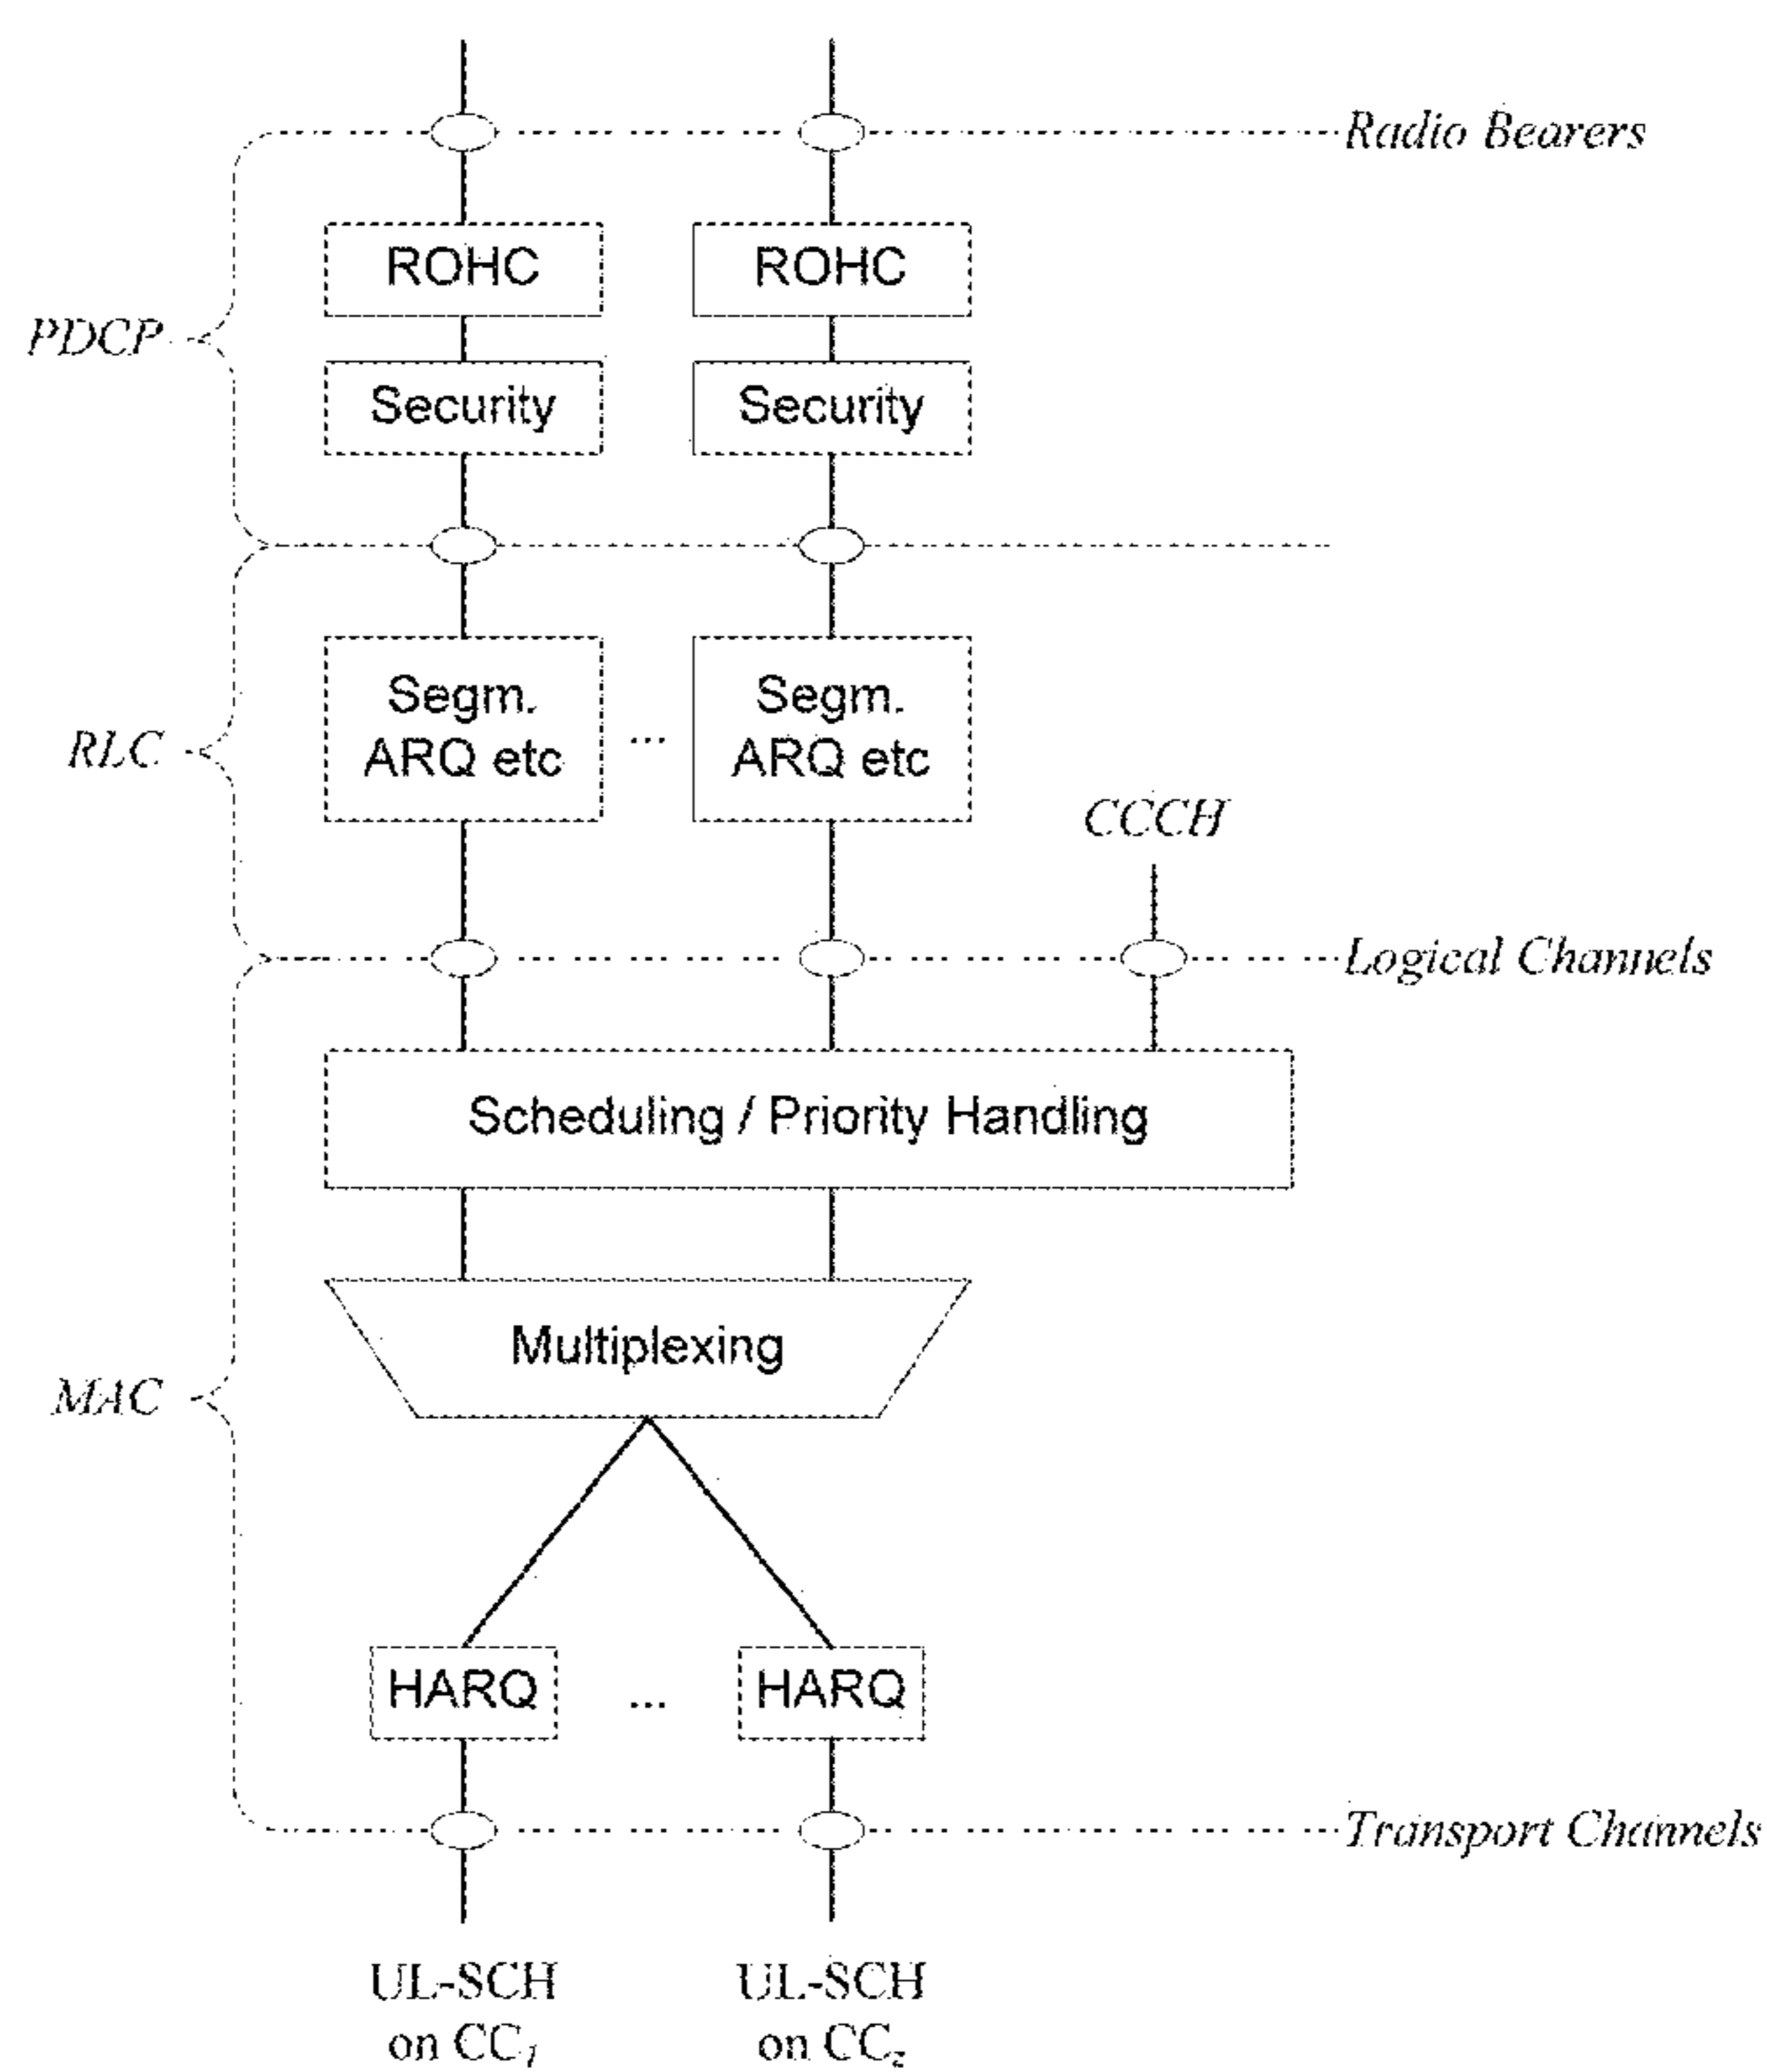 Radio Bearers
ROHC
ROHC
PDCP
Security
Security
Segm.
ARQ etc
...
Segm.
ARQ etc
RLC
CCCH
Logical Channels
Scheduling / Priority Handling
Multiplexing
MAC
HARQ
...
HARQ
Transport Channels
UL-SCH
on CC1
UL-SCH
on CCz